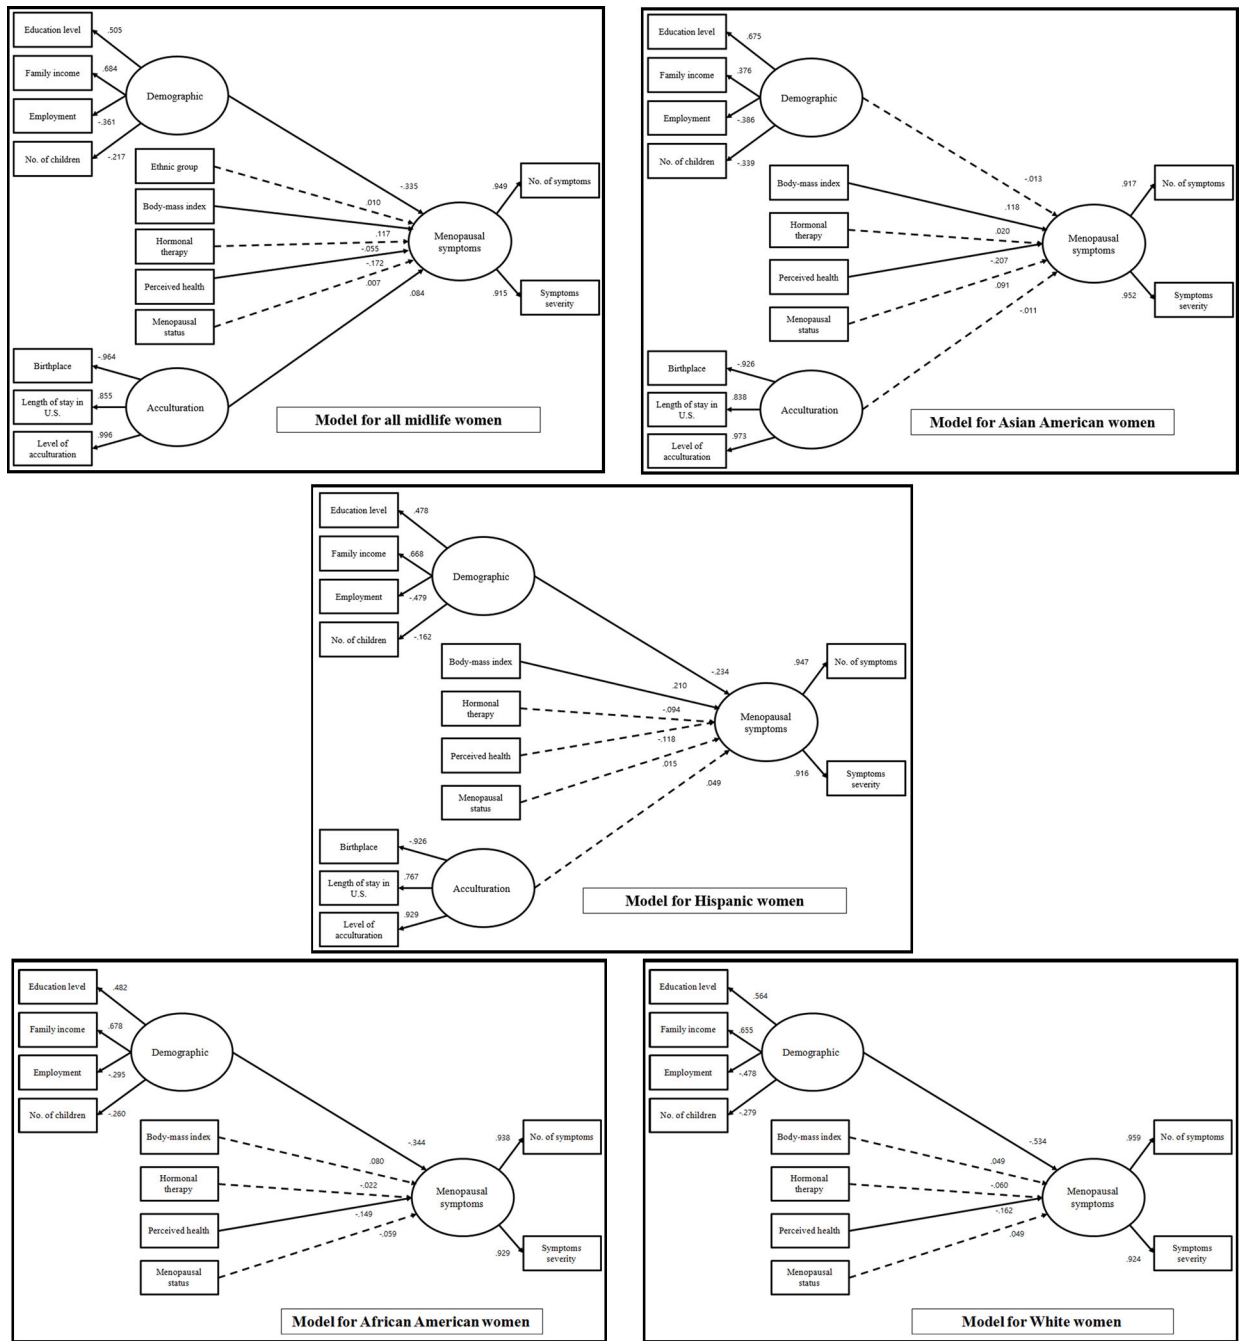 Education level
.505
Family income
.684
Employment
-.361
No. of children
-.217
Demographic
Ethnic group
.010
Body-mass index
.117
Hormonal
therapy
-.055
Perceived health
-.172
Menopausal
status
.007
-.335
.084
Menopausal
symptoms
.949
No. of symptoms
.915
Symptoms
severity
Birthplace
-.964
Length of stay in
U.S.
.855
Level of
acculturation
.996
Acculturation
Model for all midlife women
Education level
.675
Family income
.376
Employment
-.386
No. of children
-.339
Demographic
-.013
Body-mass index
.118
Hormonal
therapy
.020
Perceived health
-.207
Menopausal
status
.091
-.011
Menopausal
symptoms
.917
No. of symptoms
.952
Symptoms
severity
Birthplace
-.926
Length of stay in
U.S.
.838
Level of
acculturation
.973
Acculturation
Model for Asian American women
Education level
.478
Family income
.668
Employment
-.479
No. of children
-.162
Demographic
-.234
Body-mass index
.210
Hormonal
therapy
-.094
Perceived health
-.118
Menopausal
status
.015
.049
Menopausal
symptoms
.947
No. of symptoms
.916
Symptoms
severity
Birthplace
-.926
Length of stay in
U.S.
.767
Level of
acculturation
.929
Acculturation
Model for Hispanic women
Education level
.482
Family income
.678
Employment
-.295
No. of children
-.260
Demographic
-.344
Body-mass index
.080
Hormonal
therapy
-.022
Perceived health
-.149
Menopausal
status
-.059
Menopausal
symptoms
.938
No. of symptoms
.929
Symptoms
severity
Model for African American women
Education level
.564
Family income
.655
Employment
-.478
No. of children
-.279
Demographic
-.534
Body-mass index
.049
Hormonal
therapy
-.060
Perceived health
-.162
Menopausal
status
.049
Menopausal
symptoms
.959
No. of symptoms
.924
Symptoms
severity
Model for White women